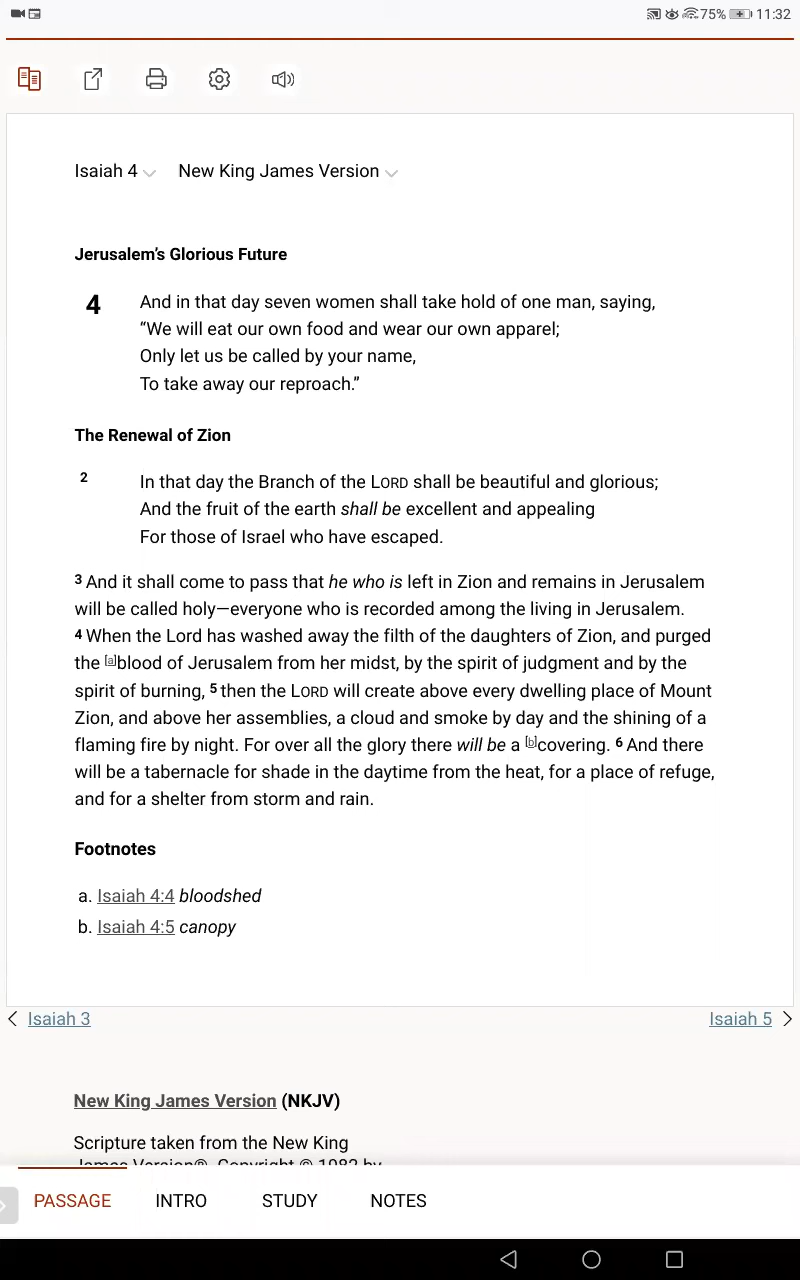 75% 11:32
Isaiah 4 New King James Version
Jerusalem's Glorious Future
4 And in that day seven women shall take hold of one man, saying,
“We will eat our own food and wear our own apparel;
Only let us be called by your name,
To take away our reproach.”
The Renewal of Zion
2 In that day the Branch of the LORD shall be beautiful and glorious;
And the fruit of the earth shall be excellent and appealing
For those of Israel who have escaped.
3 And it shall come to pass that he who is left in Zion and remains in Jerusalem
will be called holy—everyone who is recorded among the living in Jerusalem.
4 When the Lord has washed away the filth of the daughters of Zion, and purged
the [a]blood of Jerusalem from her midst, by the spirit of judgment and by the
spirit of burning, 5 then the LORD will create above every dwelling place of Mount
Zion, and above her assemblies, a cloud and smoke by day and the shining of a
flaming fire by night. For over all the glory there will be a [b]covering. 6 And there
will be a tabernacle for shade in the daytime from the heat, for a place of refuge,
and for a shelter from storm and rain.
Footnotes
a. Isaiah 4:4 bloodshed
b. Isaiah 4:5 canopy
Isaiah 3 Isaiah 5
New King James Version (NKJV)
Scripture taken from the New King
James Version®. Copyright © 1982 by
PASSAGE INTRO STUDY NOTES